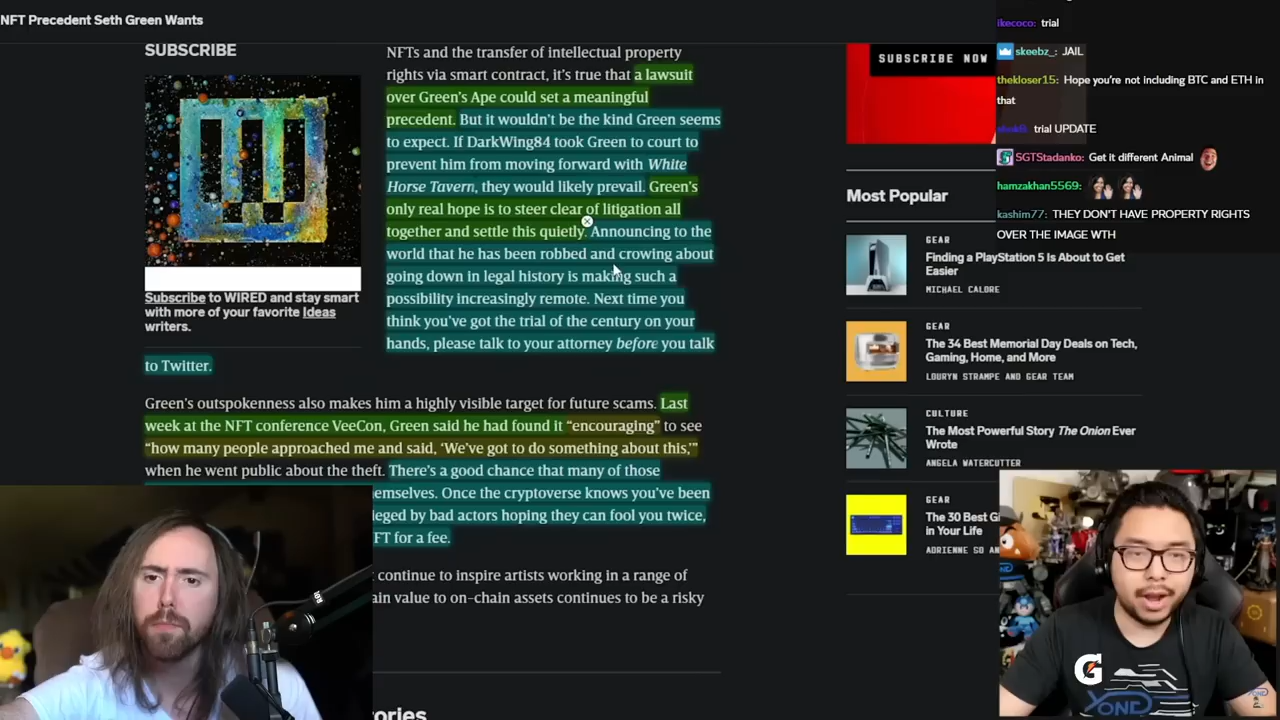 NFT Precedent Seth Green Wants
SUBSCRIBE
Subscribe to WIRED and stay smart
with more of your favorite Ideas
writers.
NFTs and the transfer of intellectual property
rights via smart contract, it's true that a lawsuit
over Green's Ape could set a meaningful
precedent. But it wouldn't be the kind Green seems
to expect. If DarkWing84 took Green to court to
prevent him from moving forward with White
Horse Tavern, they would likely prevail. Green's
only real hope is to steer clear of litigation all
together and settle this quietly. Announcing to the
world that he has been robbed and crowing about
going down in legal history is making such a
possibility increasingly remote. Next time you
think you've got the trial of the century on your
hands, please talk to your attorney before you talk
to Twitter.
Green's outspokenness also makes him a highly visible target for future scams. Last
week at the NFT conference VeeCon, Green said he had found it "encouraging" to see
"how many people approached me and said, 'We've got to do something about this,'"
when he went public about the theft. There's a good chance that many of those
emselves. Once the cryptoverse knows you've been
leged by bad actors hoping they can fool you twice,
FT for a fee.
continue to inspire artists working in a range of
ain value to on-chain assets continues to be a risky
ories
SUBSCRIBE NOW
Most Popular
GEAR
Finding a PlayStation 5 Is About to Get
Easier
MICHAEL CALORE
GEAR
The 34 Best Memorial Day Deals on Tech,
Gaming, Home, and More
LOURYN STRAMPE AND GEAR TEAM
CULTURE
The Most Powerful Story The Onion Ever
Wrote
ANGELA WATERCUTTER
GEAR
The 30 Best Gi
in Your Life
ADRIENNE SO AN
ikecoco: trial
skeebz_: JAIL
thekloser15: Hope you're not including BTC and ETH in
that
trial UPDATE
SGTStadanko: Get it different Animal
hamzakhan5569:
kashim77: THEY DON'T HAVE PROPERTY RIGHTS
OVER THE IMAGE WTH
G